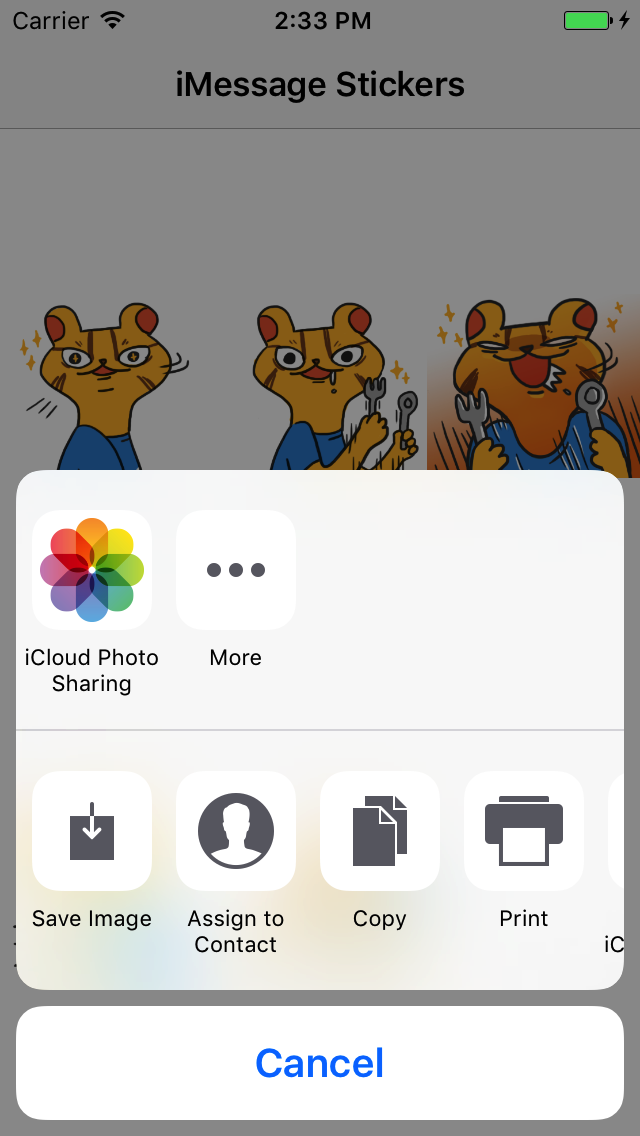 Carrier 2:33 PM
iMessage Stickers
iCloud Photo
Sharing
More
Save Image
Assign to
Contact
Copy
Print
iC
Cancel